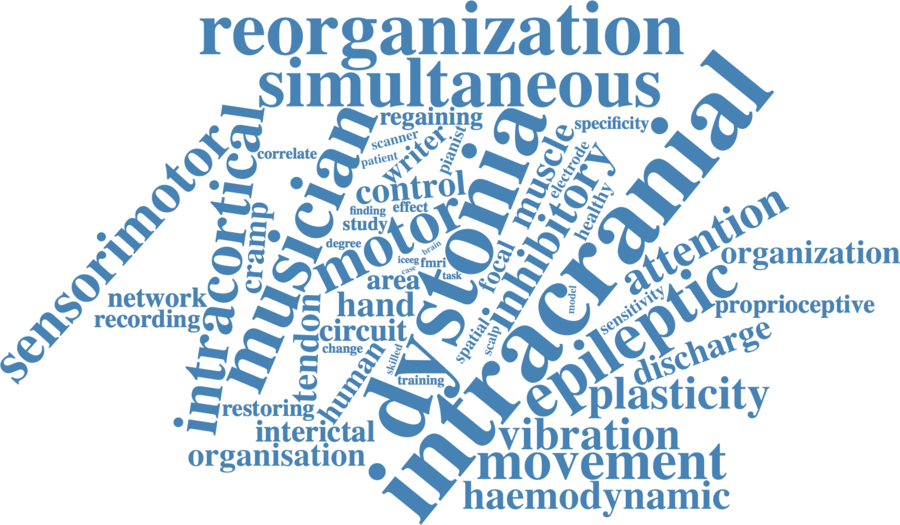 reorganization
simultaneous
regaining
specificity
sensorimotor
intracortical
musician
scanner
patient
writer
pianist
correlate
dystonia
muscle
electrode
intracranial
control
inhibitory
healthy
cramp
finding
effect
study
motor
degree
brain
iceeg
fmri
case
task
focal
attention
organization
network
recording
area
hand
circuit
tendon
change
human
skilled
training
spatial
scalp
model
sensitivity
epileptic
proprioceptive
discharge
plasticity
restoring
interictal
organisation
vibration
movement
haemodynamic